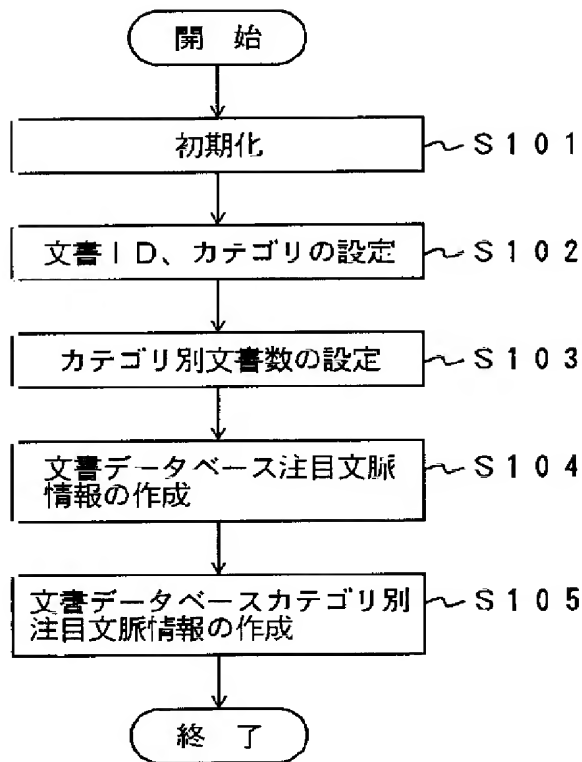 開 始
初期化 S101
文書ID、カテゴリの設定 S102
カテゴリ別文書数の設定 S103
文書データベース注目文脈 S104
情報の作成
文書データベースカテゴリ別 S105
注目文脈情報の作成
終 了